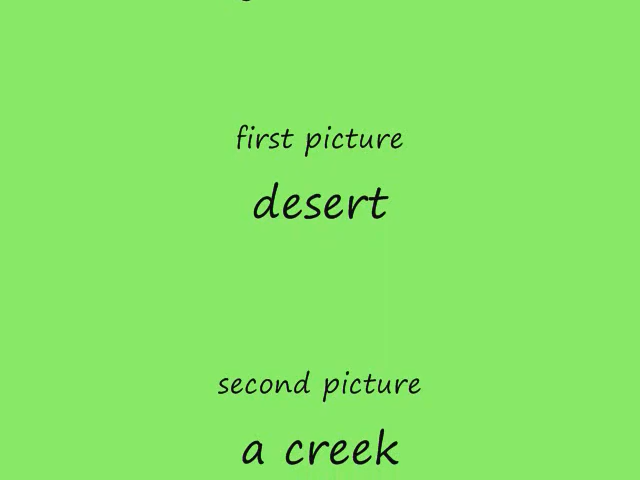 first picture
desert
second picture
a creek